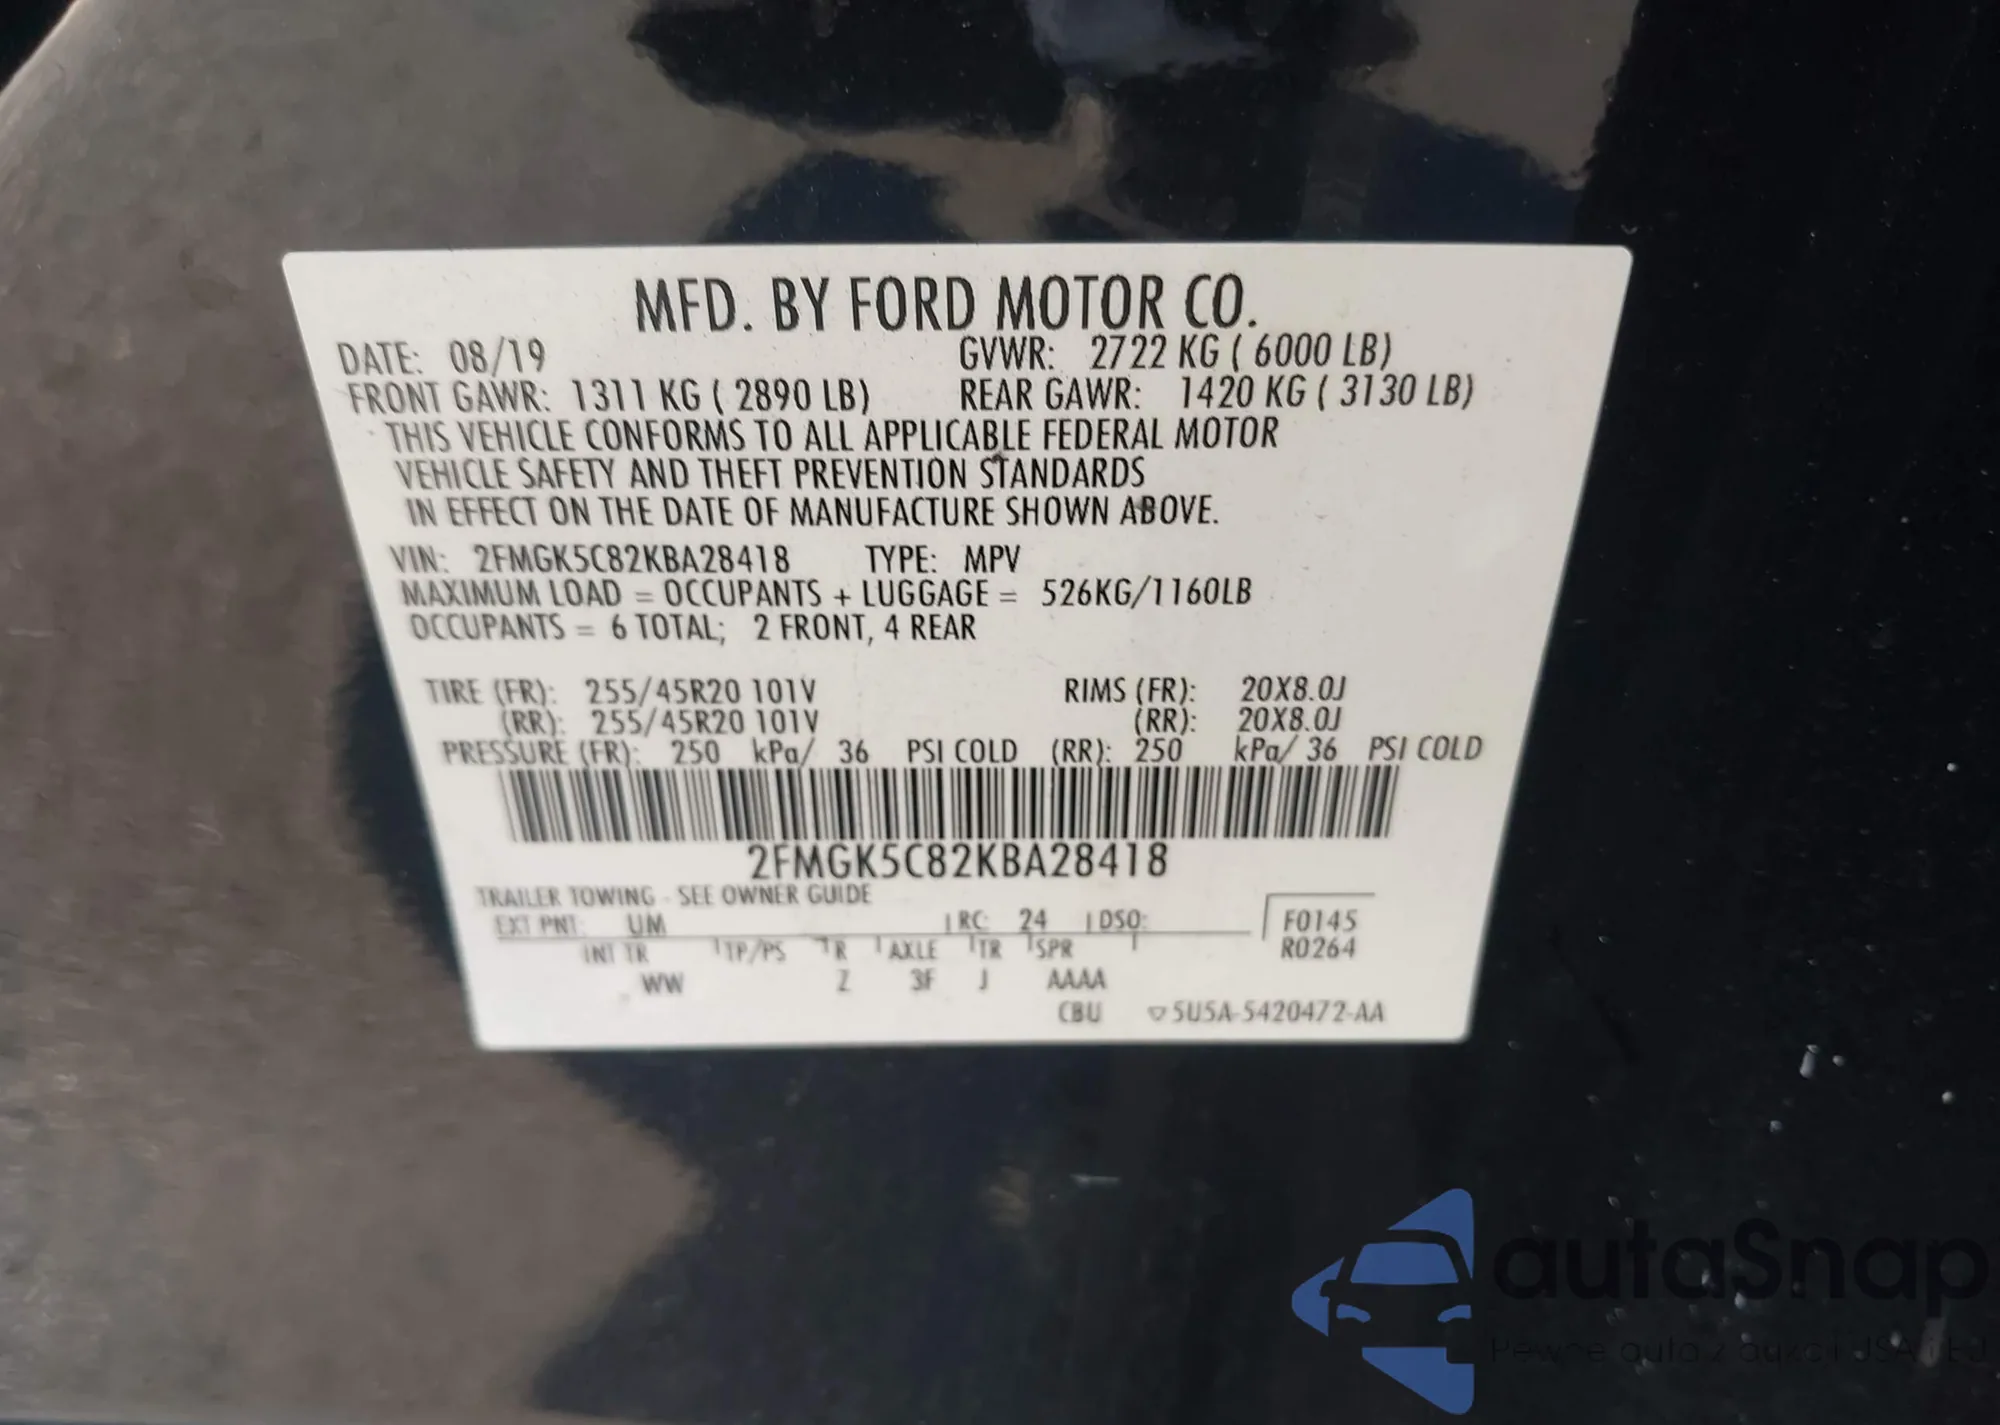 MFD. BY FORD MOTOR CO.
DATE: 08/19 GVWR: 2722 KG ( 6000 LB)
FRONT GAWR: 1311 KG ( 2890 LB) REAR GAWR: 1420 KG ( 3130 LB)
THIS VEHICLE CONFORMS TO ALL APPLICABLE FEDERAL MOTOR
VEHICLE SAFETY AND THEFT PREVENTION STANDARDS
IN EFFECT ON THE DATE OF MANUFACTURE SHOWN ABOVE.
VIN: 2FMGK5C82KBA28418 TYPE: MPV
MAXIMUM LOAD = OCCUPANTS + LUGGAGE = 526KG/1160LB
OCCUPANTS = 6 TOTAL; 2 FRONT, 4 REAR
TIRE (FR): 255/45R20 101V RIMS (FR): 20X8.0J
(RR): 255/45R20 101V (RR): 20X8.0J
PRESSURE (FR): 250 kPa/ 36 PSI COLD (RR): 250 kPa/ 36 PSI COLD
2FMGK5C82KBA28418
TRAILER TOWING - SEE OWNER GUIDE
EXT PNT: UM RC: 24 DSO: F0145
INT TR TP/PS R AXLE TR SPR R0264
WW Z 3F J AAAA
CBU ▽5U5A-5420472-AA
autaSnap
Pewne auta z aukcji USA i EU